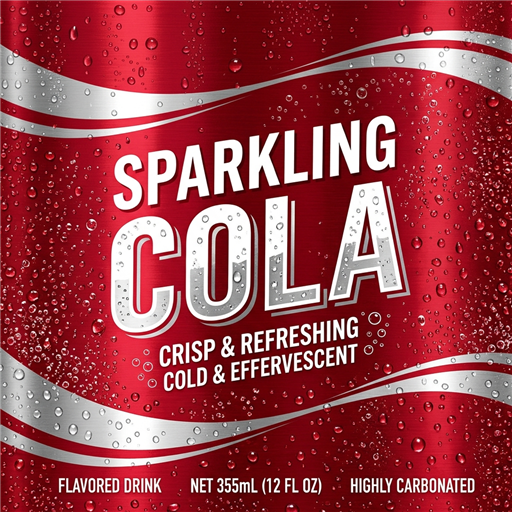 SPARKLING
COLA
CRISP & REFRESHING
COLD & EFFERVESCENT
FLAVORED DRINK NET 355mL (12 FL OZ) HIGHLY CARBONATED